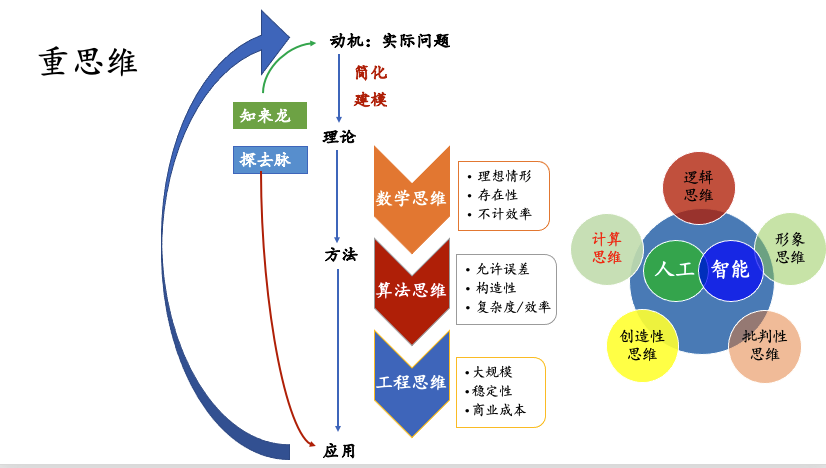 重思维
动机：实际问题
简化
建模
知来龙
探去脉
理论
数学思维
• 理想情形
• 存在性
• 不计效率
方法
算法思维
• 允许误差
• 构造性
• 复杂度/效率
工程思维
• 大规模
• 稳定性
• 商业成本
应用
逻辑
思维
计算
思维
形象
思维
人工
智能
创造性
思维
批判性
思维